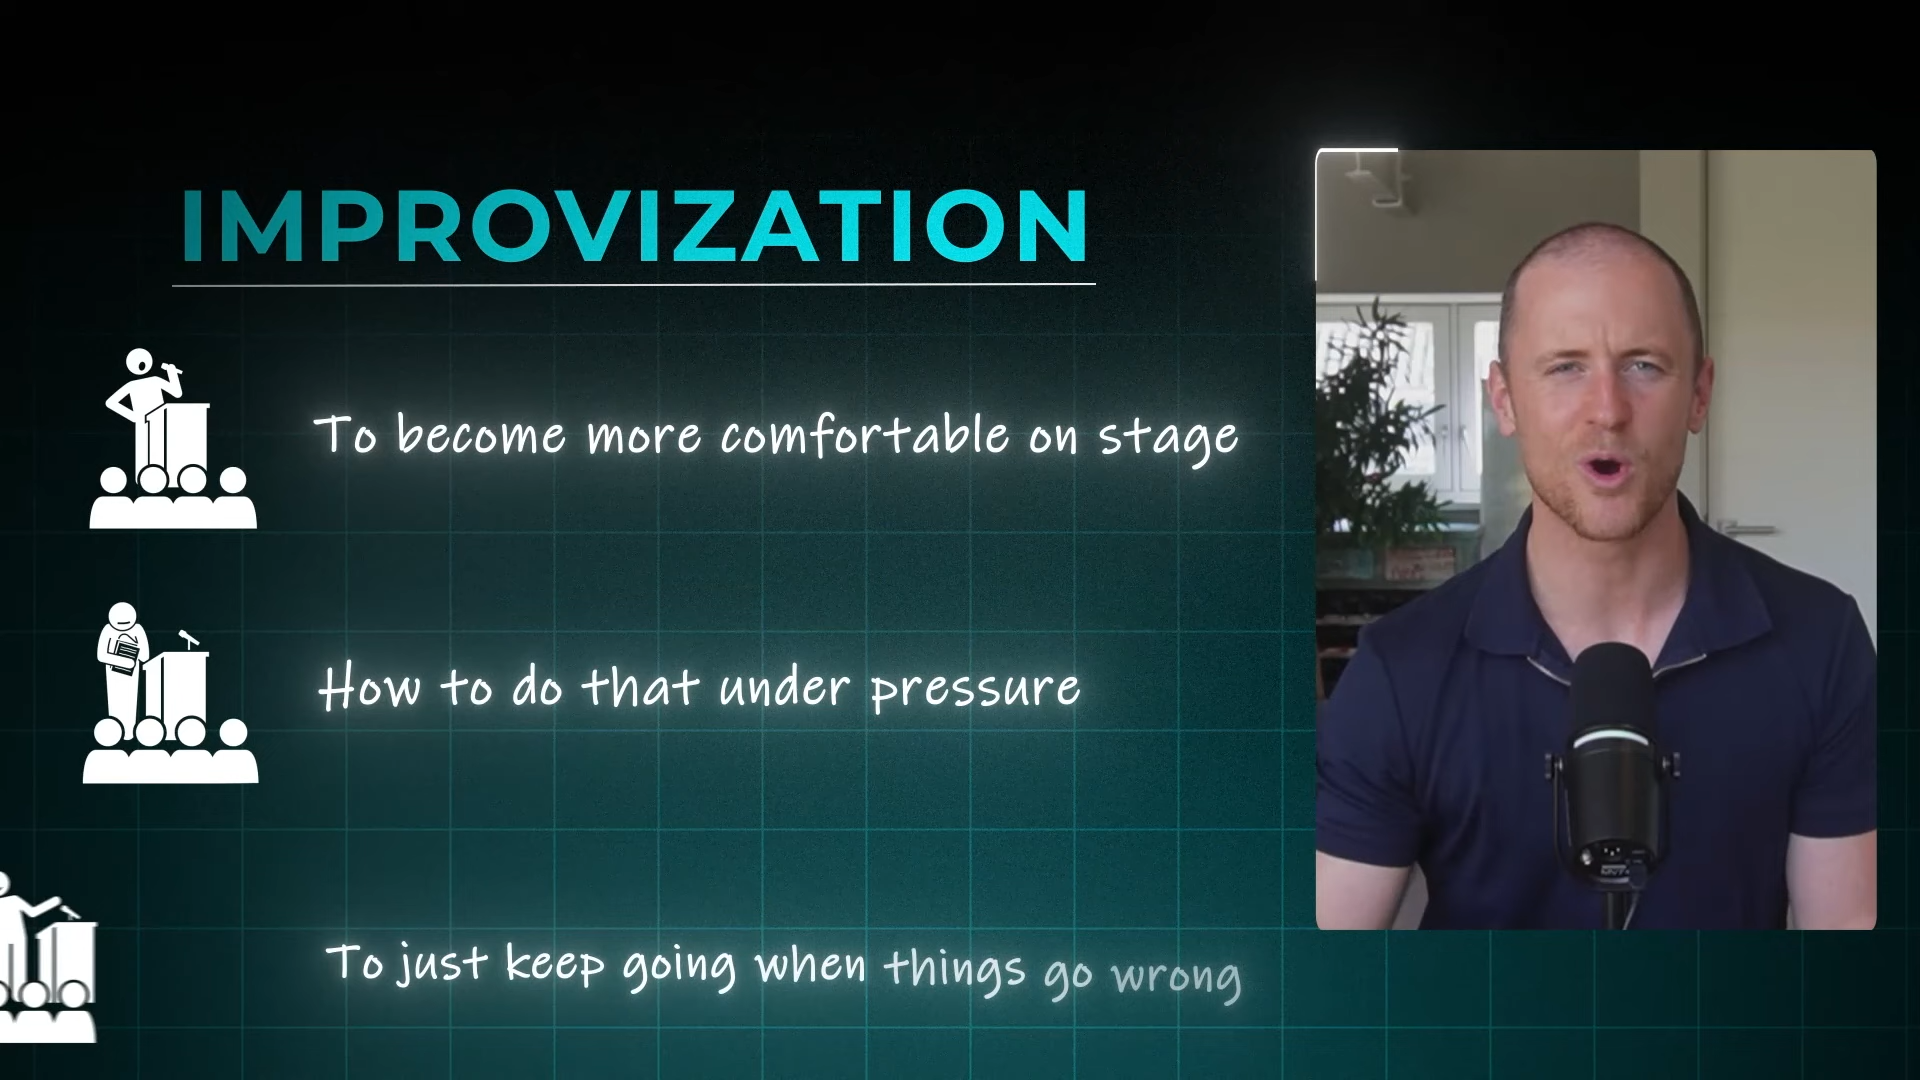 IMPROVIZATION
To become more comfortable on stage
How to do that under pressure
To just keep going when things go wrong